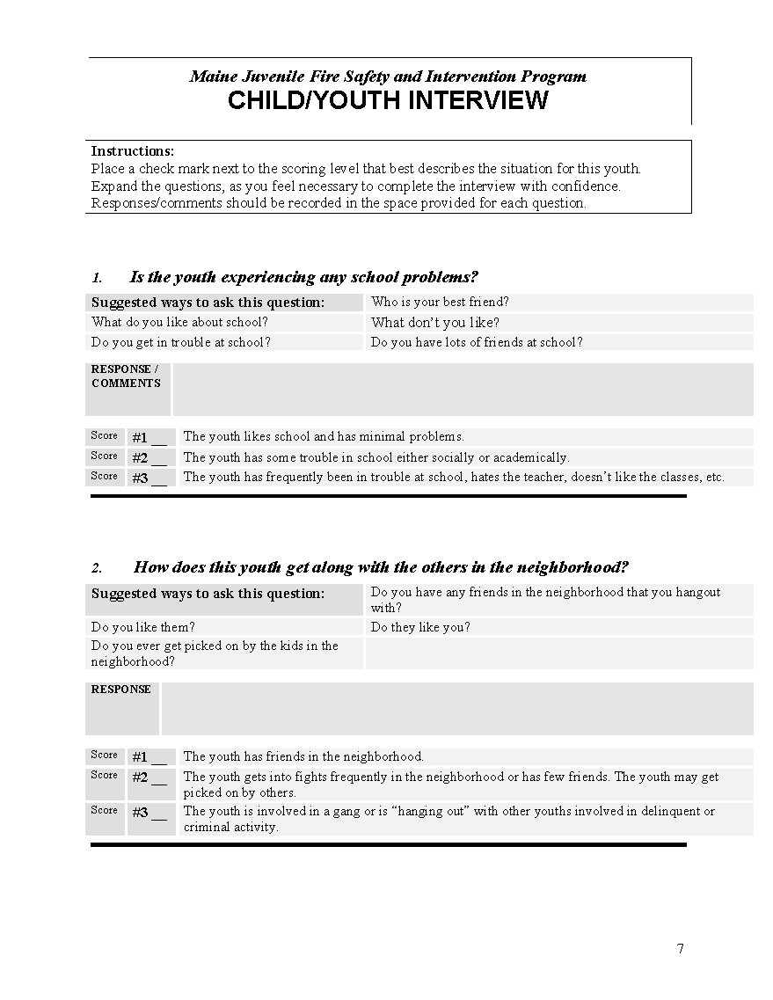 Maine Juvenile Fire Safety and Intervention Program
CHILD/YOUTH INTERVIEW
Instructions:
Place a check mark next to the scoring level that best describes the situation for this youth.
Expand the questions, as you feel necessary to complete the interview with confidence.
Responses/comments should be recorded in the space provided for each question.
1. Is the youth experiencing any school problems?
Suggested ways to ask this question: Who is your best friend?
What do you like about school? What don't you like?
Do you get in trouble at school? Do you have lots of friends at school?
RESPONSE /
COMMENTS
Score #1 __ The youth likes school and has minimal problems.
Score #2 __ The youth has some trouble in school either socially or academically.
Score #3 __ The youth has frequently been in trouble at school, hates the teacher, doesn't like the classes, etc.
2. How does this youth get along with the others in the neighborhood?
Suggested ways to ask this question: Do you have any friends in the neighborhood that you hangout
with?
Do you like them? Do they like you?
Do you ever get picked on by the kids in the
neighborhood?
RESPONSE
Score #1 __ The youth has friends in the neighborhood.
Score #2 __ The youth gets into fights frequently in the neighborhood or has few friends. The youth may get
picked on by others.
Score #3 __ The youth is involved in a gang or is “hanging out” with other youths involved in delinquent or
criminal activity.
7